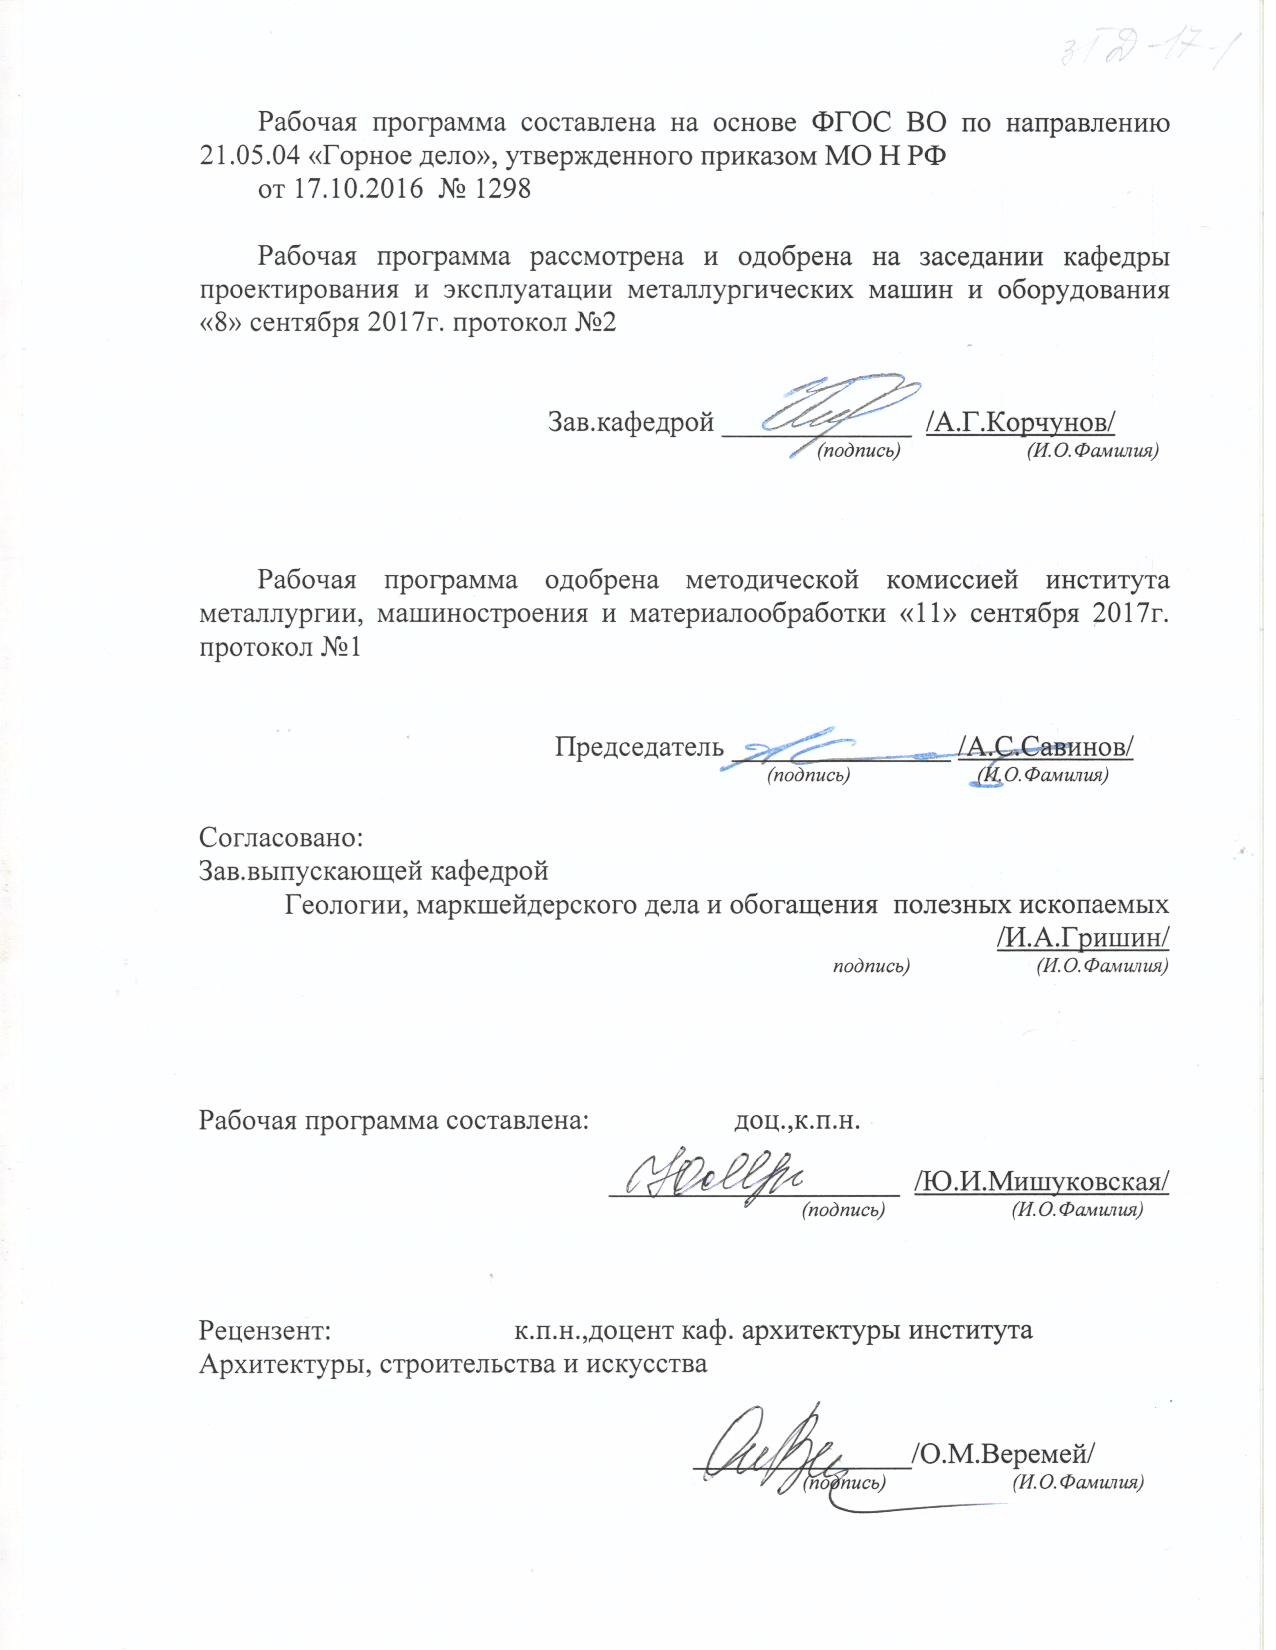 зГД-17-1
Рабочая программа составлена на основе ФГОС ВО по направлению
21.05.04 «Горное дело», утвержденного приказом МО Н РФ
от 17.10.2016 № 1298
Рабочая программа рассмотрена и одобрена на заседании кафедры
проектирования и эксплуатации металлургических машин и оборудования
«8» сентября 2017г. протокол №2
Зав.кафедрой ______________ /А.Г.Корчунов/
(подпись) (И.О.Фамилия)
Рабочая программа одобрена методической комиссией института
металлургии, машиностроения и материалообработки «11» сентября 2017г.
протокол №1
Председатель ________________ /А.С.Савинов/
(подпись) (И.О.Фамилия)
Согласовано:
Зав.выпускающей кафедрой
Геологии, маркшейдерского дела и обогащения полезных ископаемых
/И.А.Гришин/
подпись) (И.О.Фамилия)
Рабочая программа составлена: доц.,к.п.н.
_____________________ /Ю.И.Мишуковская/
(подпись) (И.О.Фамилия)
Рецензент: к.п.н.,доцент каф. архитектуры института
Архитектуры, строительства и искусства
________________/О.М.Веремей/
(подпись) (И.О.Фамилия)